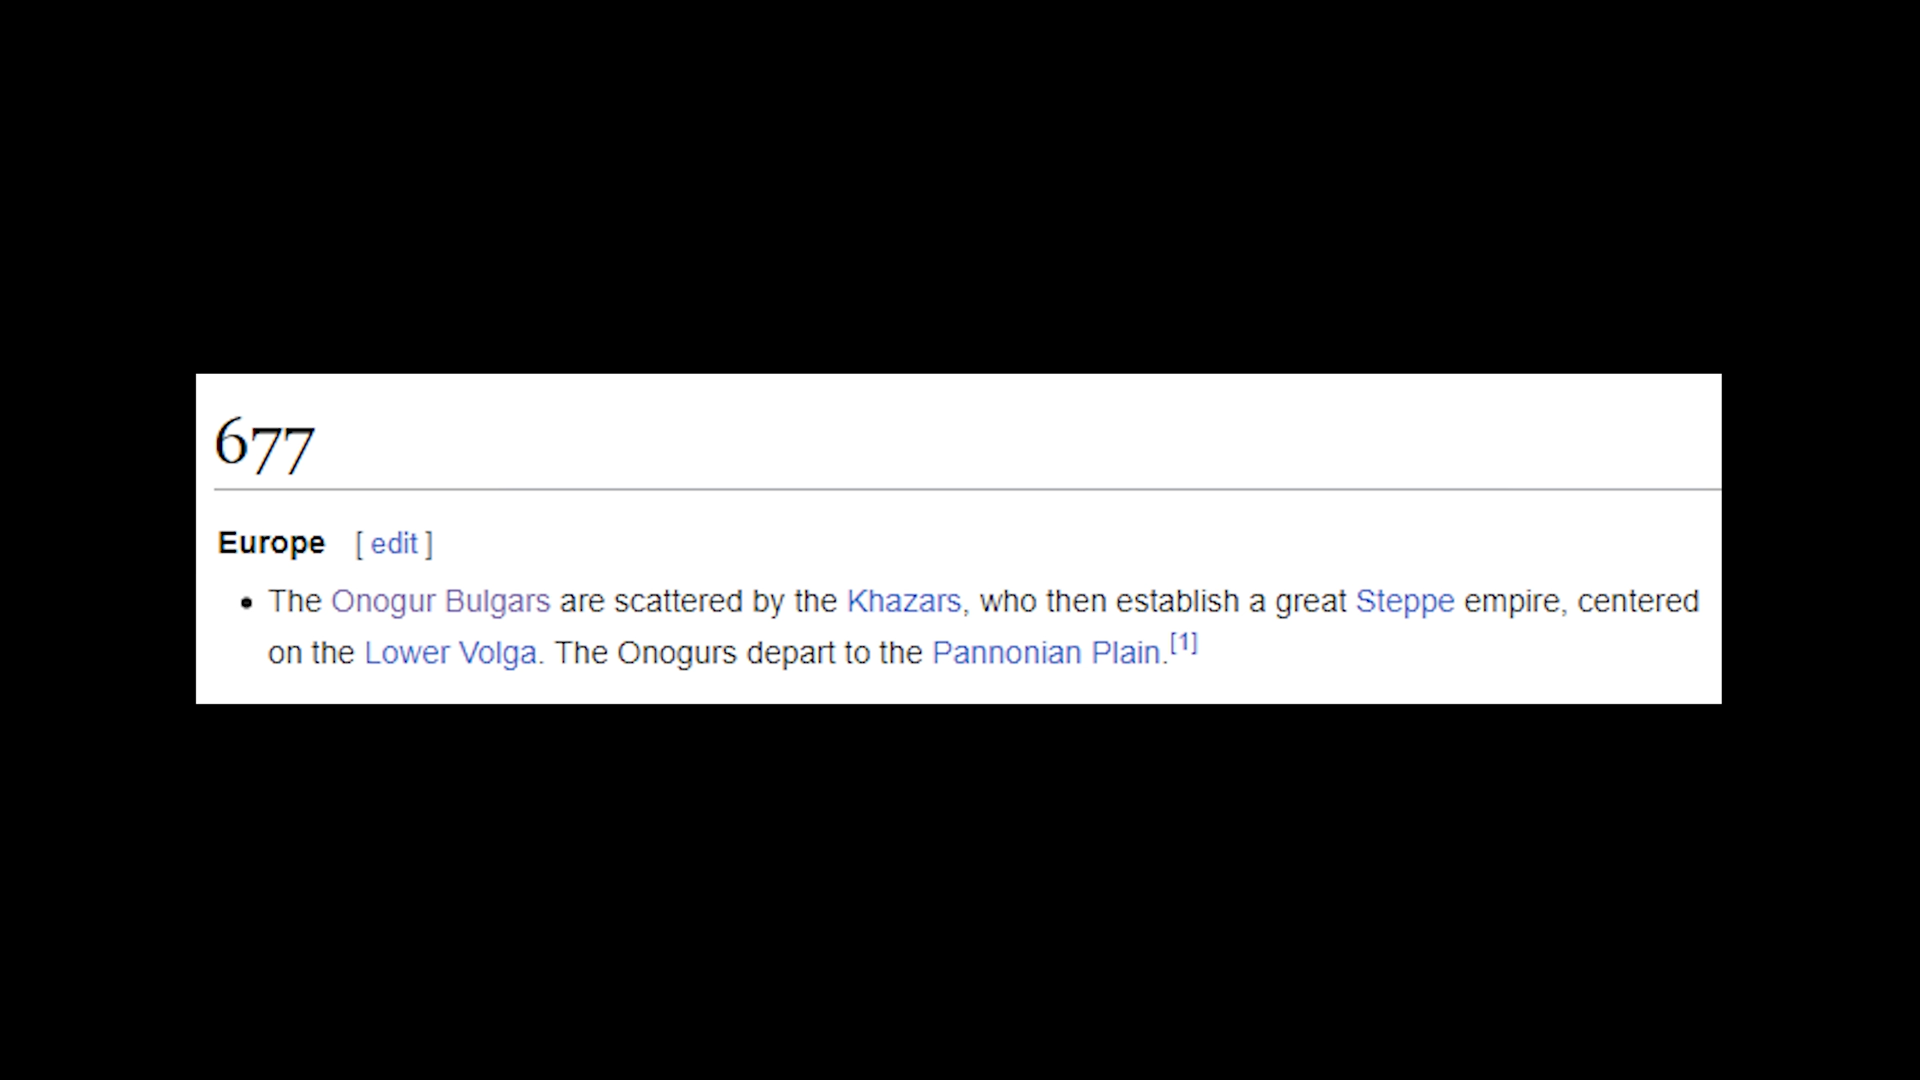 677
Europe [ edit ]
• The Onogur Bulgars are scattered by the Khazars, who then establish a great Steppe empire, centered
on the Lower Volga. The Onogurs depart to the Pannonian Plain.[1]